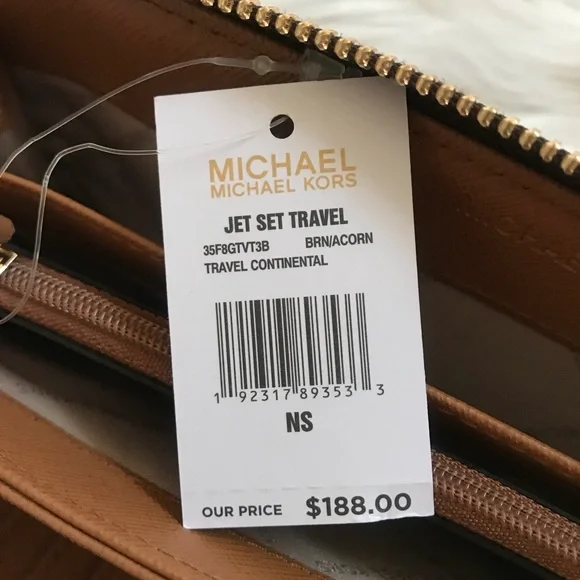 MICHAEL
MICHAEL KORS
JET SET TRAVEL
35F8GTVT3B BRN/ACORN
TRAVEL CONTINENTAL
1 92317 89353 3
NS
OUR PRICE $188.00